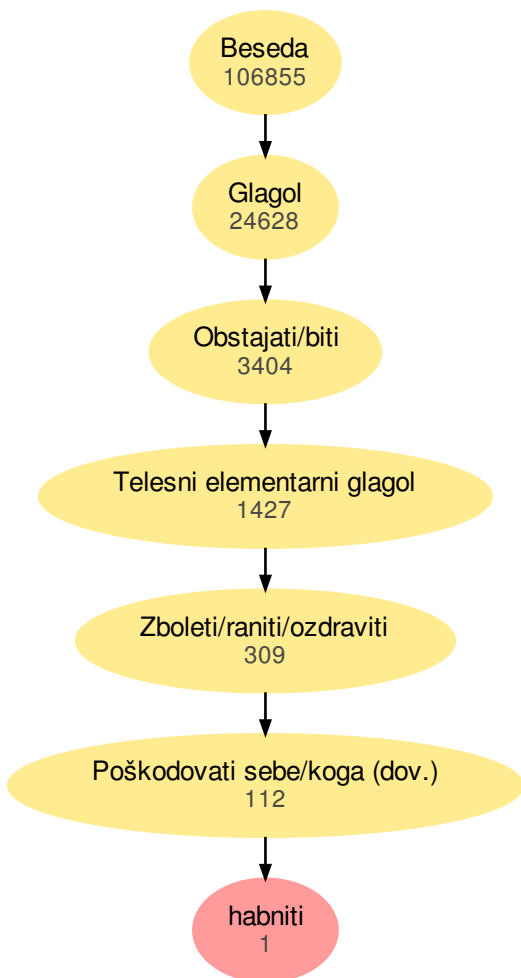 Beseda
106855
Glagol
24628
Obstajati/biti
3404
Telesni elementarni glagol
1427
Zboleti/raniti/ozdraviti
309
Poškodovati sebe/koga (dov.)
112
habniti
1